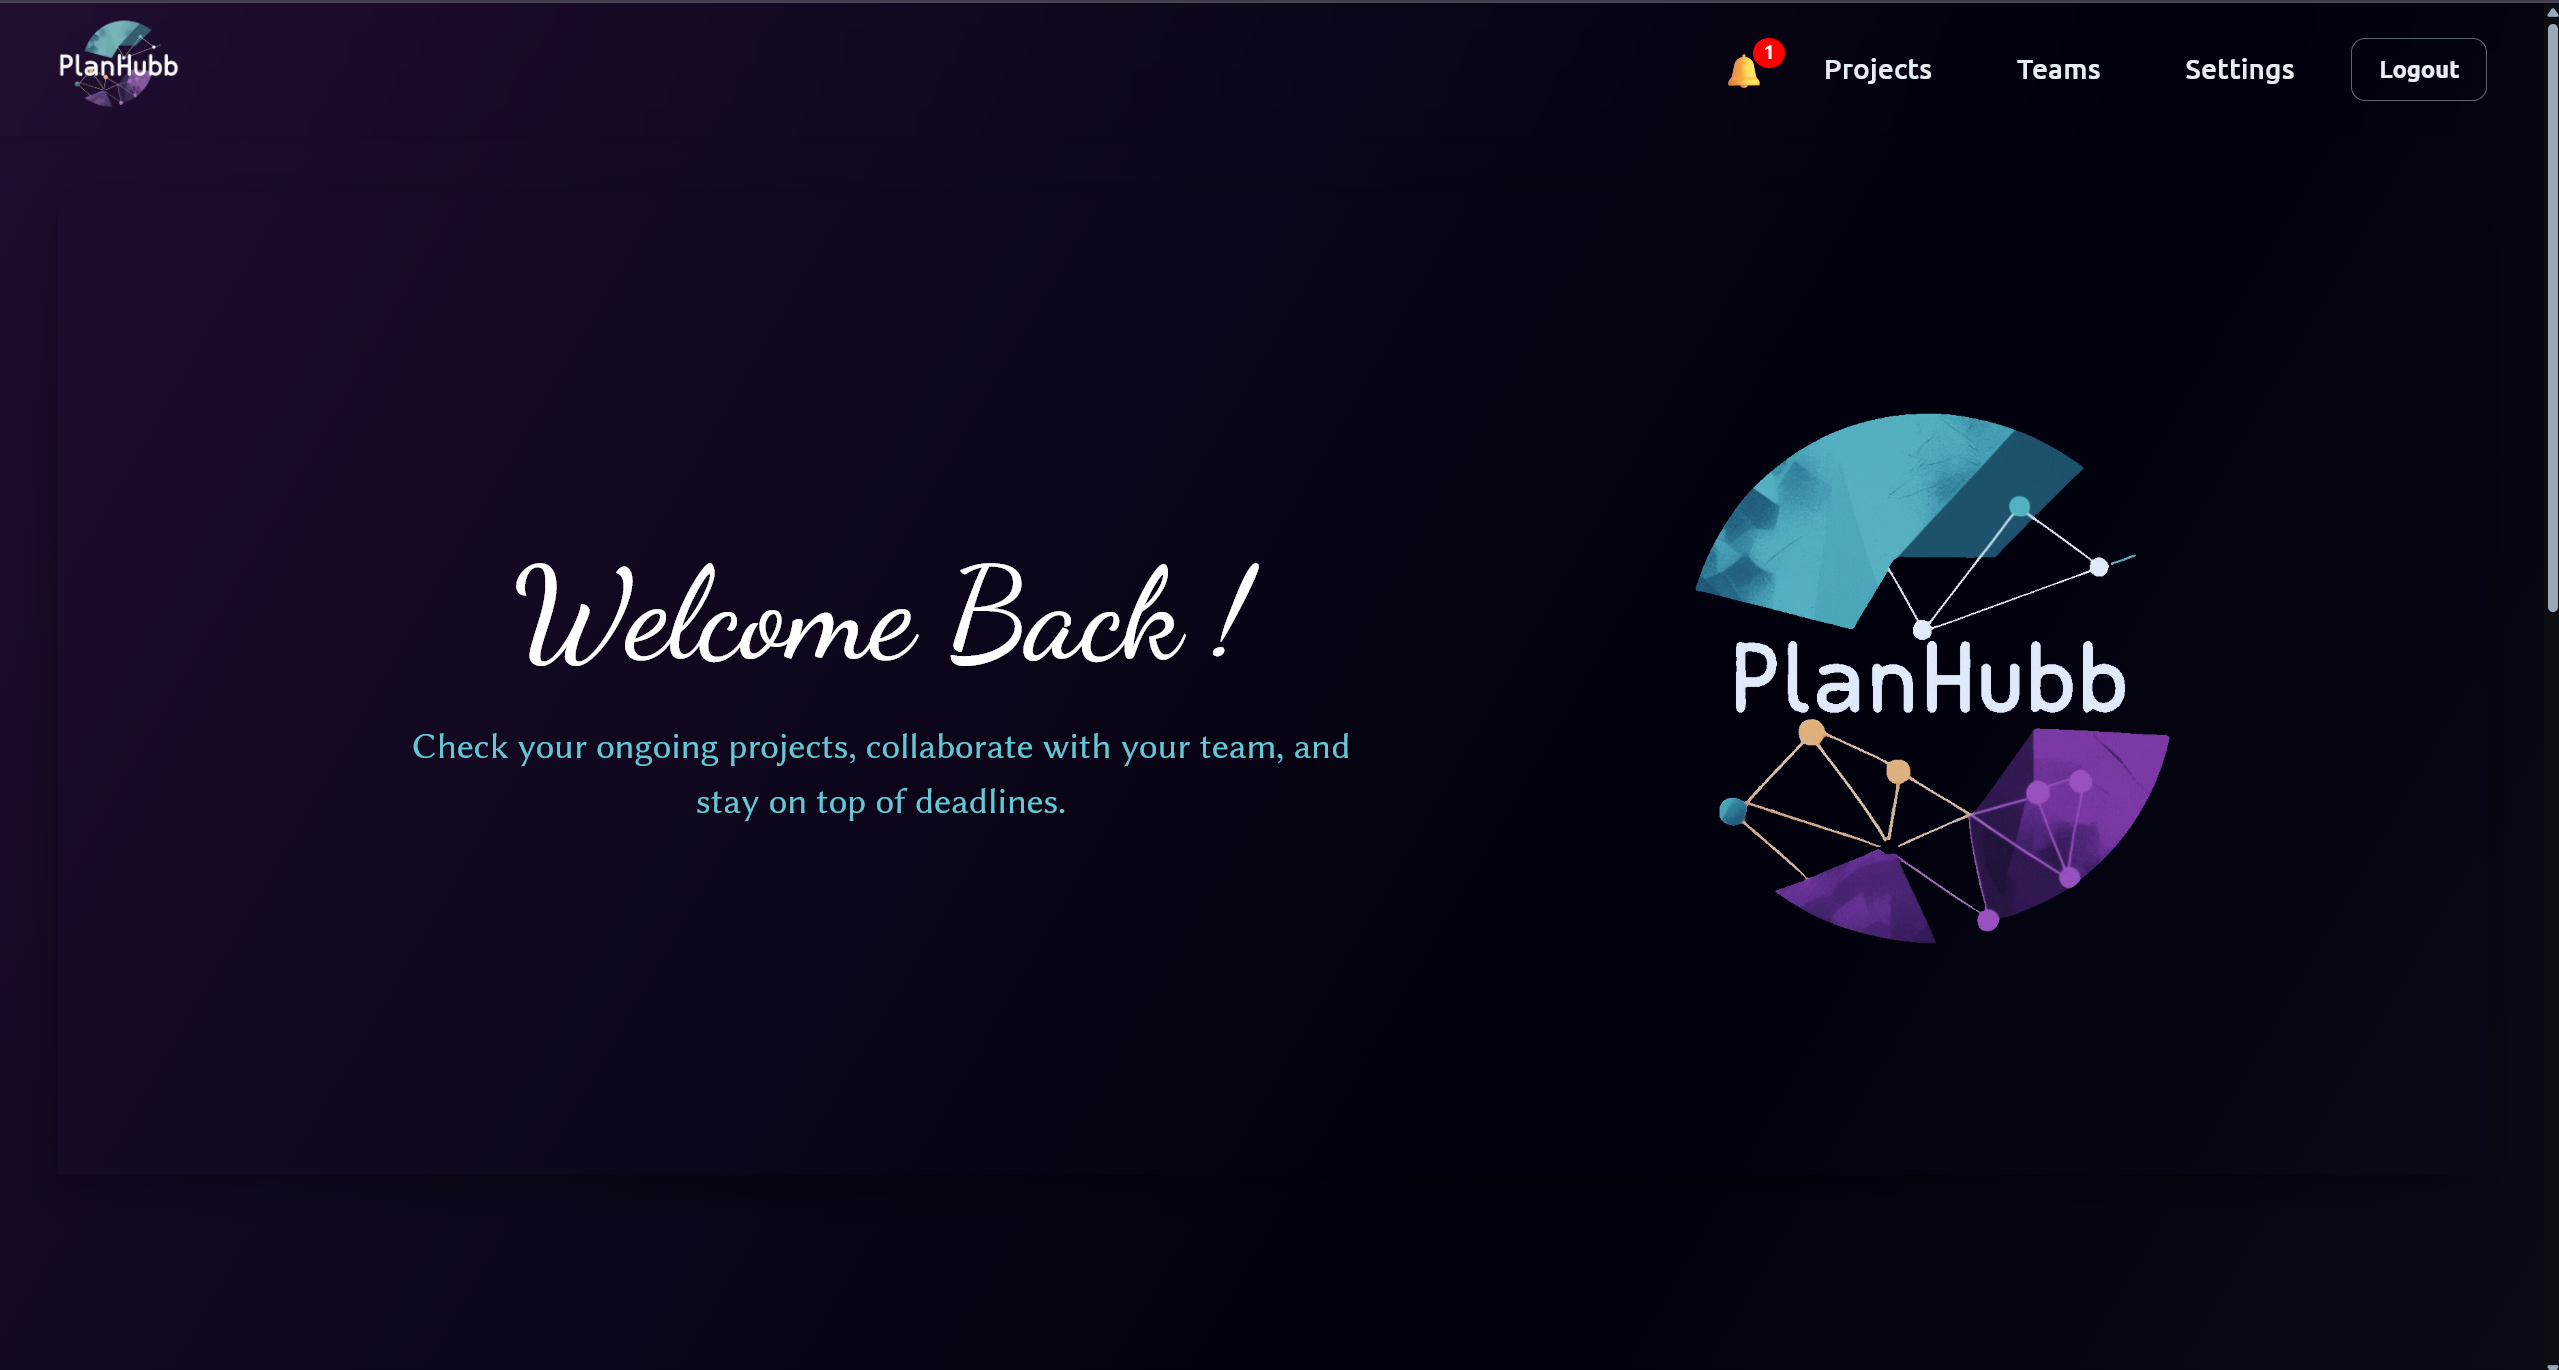 PlanHubb
1
Projects
Teams
Settings
Logout
Welcome Back !
Check your ongoing projects, collaborate with your team, and
stay on top of deadlines.
PlanHubb